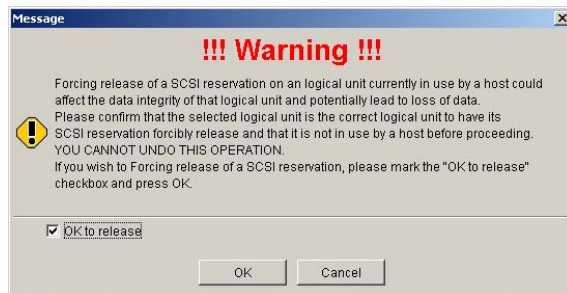 Message
!!! Warning !!!
Forcing release of a SCSI reservation on an logical unit currently in use by a host could
affect the data integrity of that logical unit and potentially lead to loss of data.
Please confirm that the selected logical unit is the correct logical unit to have its
SCSI reservation forcibly release and that it is not in use by a host before proceeding.
YOU CANNOT UNDO THIS OPERATION.
If you wish to Forcing release of a SCSI reservation, please mark the "OK to release"
checkbox and press OK.
OK to release
OK Cancel